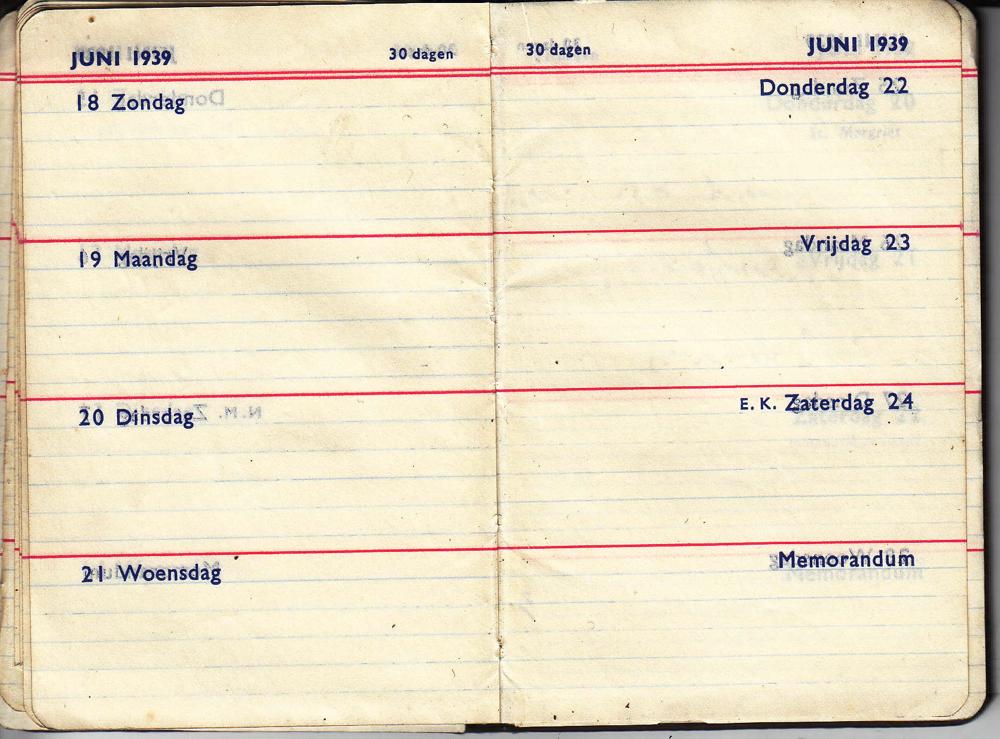 JUNI 1939 30 dagen
18 Zondag
19 Maandag
20 Dinsdag
21 Woensdag
30 dagen JUNI 1939
Donderdag 22
Vrijdag 23
E. K. Zaterdag 24
Memorandum